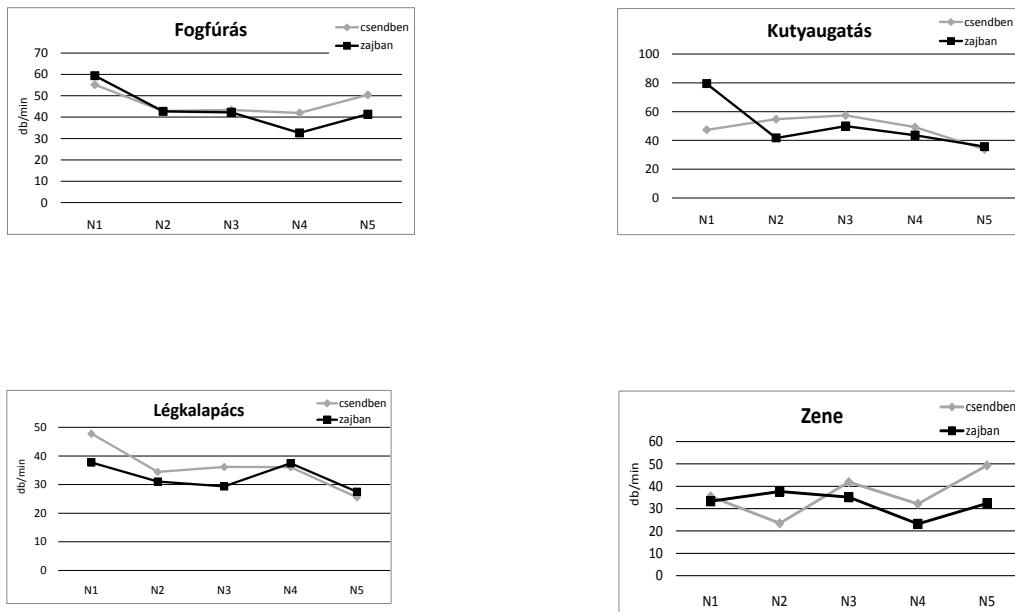 Fogfúrás
csendben
zajban
70
60
50
40
30
20
10
0
db/min
N1 N2 N3 N4 N5
Kutyaugatás
csendben
zajban
100
80
60
40
20
0
N1 N2 N3 N4 N5
Légkalapács
csendben
zajban
50
40
30
20
10
0
db/min
N1 N2 N3 N4 N5
Zene
csendben
zajban
60
50
40
30
20
10
0
db/min
N1 N2 N3 N4 N5